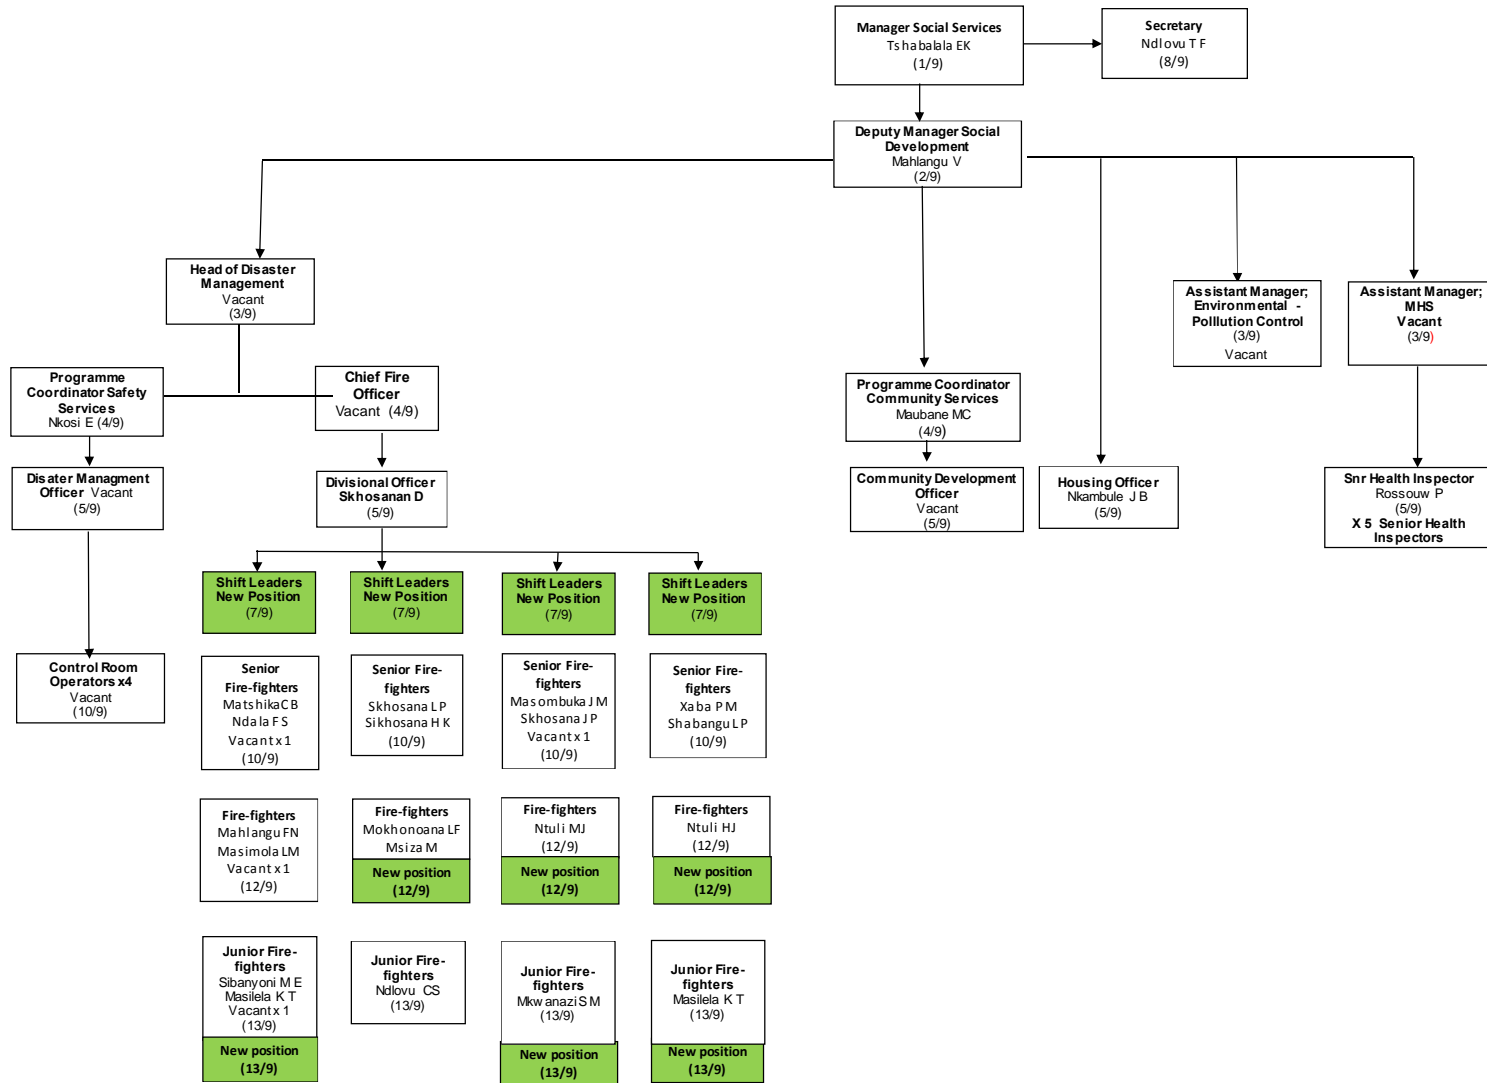 Manager Social Services
Tshabalala EK
(1/9)
Secretary
Ndlovu T F
(8/9)
Deputy Manager Social
Development
Mahlangu V
(2/9)
Head of Disaster
Management
Vacant
(3/9)
Assistant Manager;
Environmental -
Polllution Control
(3/9)
Vacant
Assistant Manager;
MHS
Vacant
(3/9)
Programme
Coordinator Safety
Services
Nkosi E (4/9)
Chief Fire
Officer
Vacant (4/9)
Programme Coordinator
Community Services
Maubane MC
(4/9)
Disater Managment
Officer Vacant
(5/9)
Divisional Officer
Skhosanan D
(5/9)
Community Development
Officer
Vacant
(5/9)
Housing Officer
Nkambule J B
(5/9)
Snr Health Inspector
Rossouw P
(5/9)
X 5 Senior Health
Inspectors
Shift Leaders
New Position
(7/9)
Shift Leaders
New Position
(7/9)
Shift Leaders
New Position
(7/9)
Shift Leaders
New Position
(7/9)
Control Room
Operators x4
Vacant
(10/9)
Senior
Fire-fighters
Matshika C B
Ndala F S
Vacant x 1
(10/9)
Senior Fire-
fighters
Skhosana L P
Sikhosana H K
(10/9)
Senior Fire-
fighters
Masombuka J M
Skhosana J P
Vacant x 1
(10/9)
Senior Fire-
fighters
Xaba P M
Shabangu L P
(10/9)
Fire-fighters
Mahlangu FN
Masimola LM
Vacant x 1
(12/9)
Fire-fighters
Mokhonoana LF
Msiza M
New position
(12/9)
Fire-fighters
Ntuli MJ
(12/9)
New position
(12/9)
Fire-fighters
Ntuli HJ
(12/9)
New position
(12/9)
Junior Fire-
fighters
Sibanyoni M E
Masilela K T
Vacant x 1
(13/9)
New position
(13/9)
Junior Fire-
fighters
Ndlovu CS
(13/9)
Junior Fire-
fighters
Mkwanazi S M
(13/9)
New position
(13/9)
Junior Fire-
fighters
Masilela K T
(13/9)
New position
(13/9)